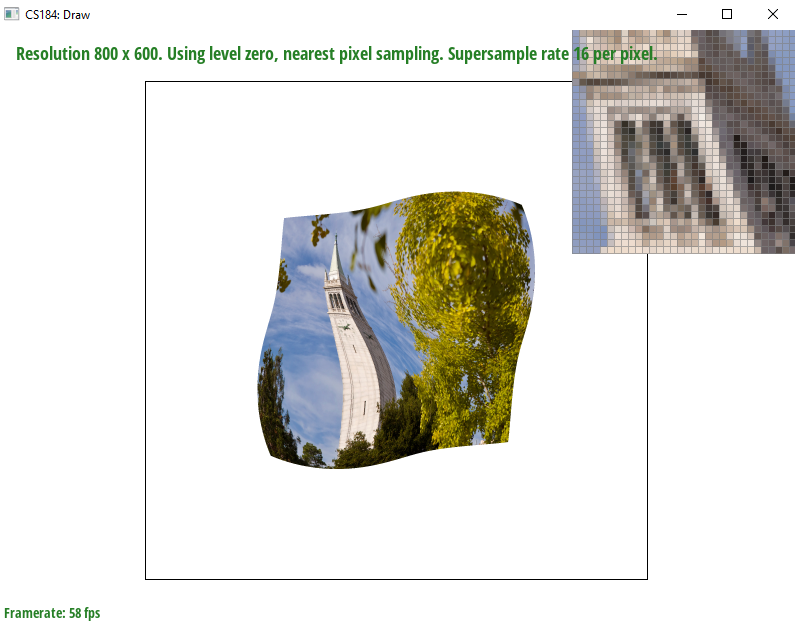 CS184: Draw
Resolution 800 x 600. Using level zero, nearest pixel sampling. Supersample rate 16 per pixel.
Framerate: 58 fps